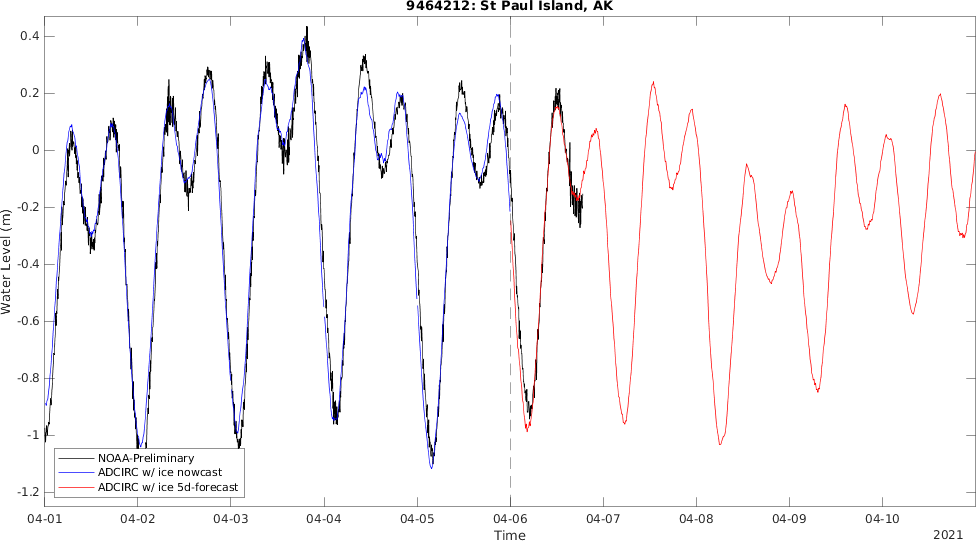 9464212: St Paul Island, AK
0.4
0.2
0
-0.2
-0.4
-0.6
-0.8
-1
-1.2
Water Level (m)
NOAA-Preliminary
ADCIRC w/ ice nowcast
ADCIRC w/ ice 5d-forecast
04-01 04-02 04-03 04-04 04-05 04-06 04-07 04-08 04-09 04-10
Time
2021